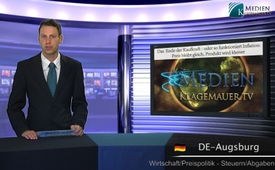 MEDIEN
Das Ende der Kaufkraft - oder so funktioniert Inflation:
Preis bleibt gleich, Produkt wird kleiner
MEDIEN
KLAGEMAUER.TV
DE-Augsburg
Wirtschaft/Preispolitik - Steuern/Abgaben